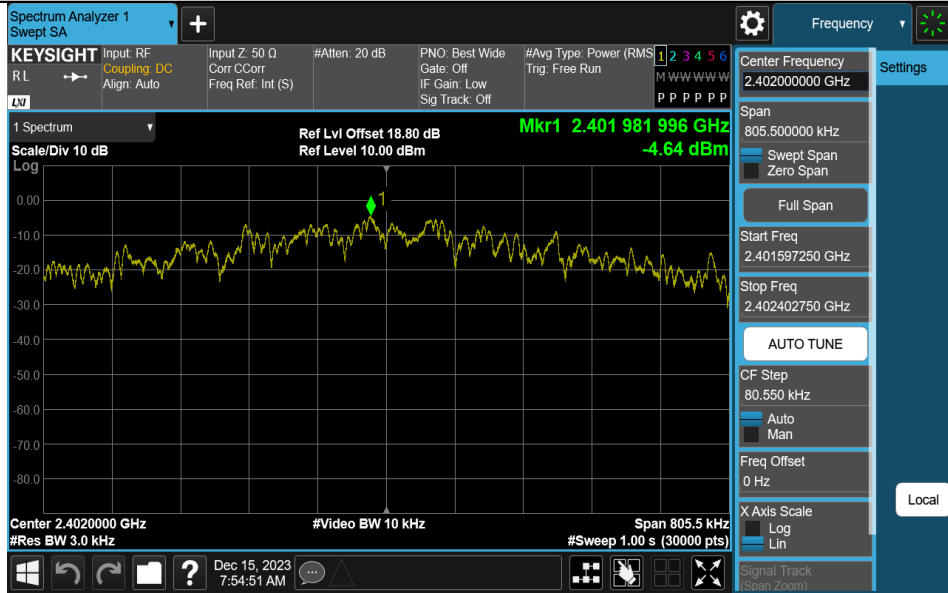 Spectrum Analyzer 1
Swept SA
+
Frequency
KEYSIGHT
R L
LXI
Input: RF
Coupling: DC
Align: Auto
Input Z: 50 Ω
Corr CCorr
Freq Ref: Int (S)
#Atten: 20 dB
PNO: Best Wide
Gate: Off
IF Gain: Low
Sig Track: Off
#Avg Type: Power (RMS
Trig: Free Run
1 2 3 4 5 6
M W W W W W
P P P P P P
1 Spectrum
Scale/Div 10 dB
Log
Ref Lvl Offset 18.80 dB
Ref Level 10.00 dBm
Mkr1 2.401 981 996 GHz
-4.64 dBm
1
0.00
-10.0
-20.0
-30.0
-40.0
-50.0
-60.0
-70.0
-80.0
Center 2.4020000 GHz
#Res BW 3.0 kHz
#Video BW 10 kHz
Span 805.5 kHz
#Sweep 1.00 s (30000 pts)
?
Dec 15, 2023
7:54:51 AM
Center Frequency
2.402000000 GHz
Span
805.500000 kHz
Swept Span
Zero Span
Full Span
Start Freq
2.401597250 GHz
Stop Freq
2.402402750 GHz
AUTO TUNE
CF Step
80.550 kHz
Auto
Man
Freq Offset
0 Hz
X Axis Scale
Log
Lin
Signal Track
(Span Zoom)
Settings
Local